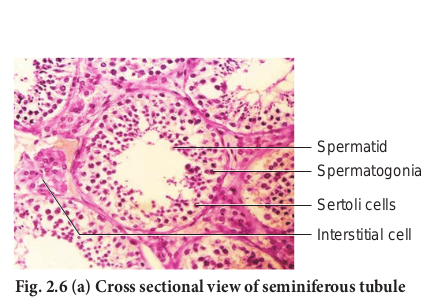 Spermatid
Spermatogonia
Sertoli cells
Interstitial cell
Fig. 2.6 (a) Cross sectional view of seminiferous tubule